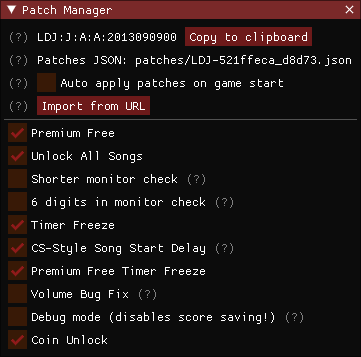 Patch Manager
(?) LDJ:J:A:A:2013090900 Copy to clipboard
(?) Patches JSON: patches/LDJ-521ffeca_d8d73.json
(?) Auto apply patches on game start
(?) Import from URL
Premium Free
Unlock All Songs
Shorter monitor check (?)
6 digits in monitor check (?)
Timer Freeze
CS-Style Song Start Delay (?)
Premium Free Timer Freeze
Volume Bug Fix (?)
Debug mode (disables score saving!) (?)
Coin Unlock